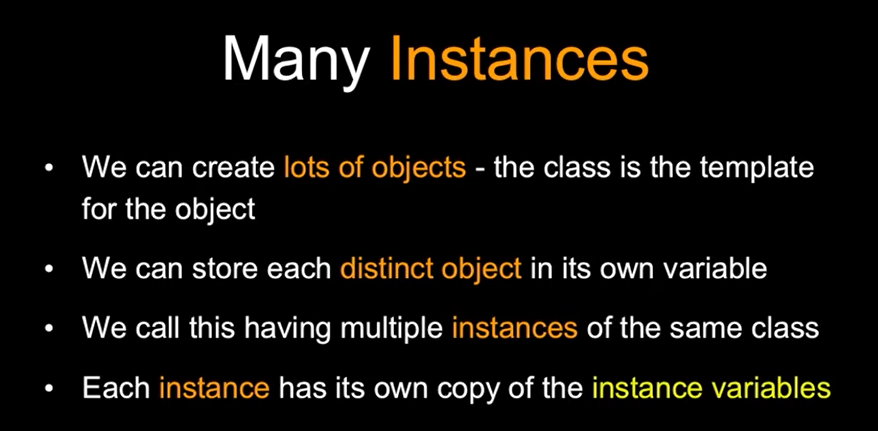 Many Instances
• We can create lots of objects - the class is the template
for the object
• We can store each distinct object in its own variable
• We call this having multiple instances of the same class
• Each instance has its own copy of the instance variables